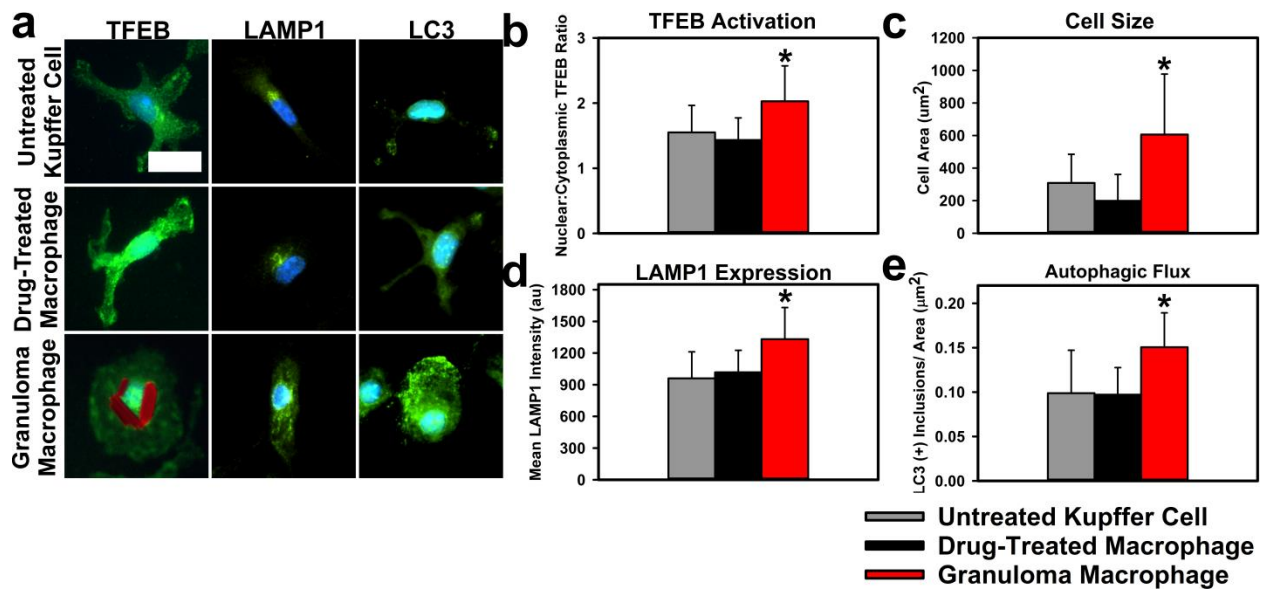 a
TFEB LAMP1 LC3
Untreated
Kupffer Cell
Drug-Treated
Macrophage
Granuloma
Macrophage
b
TFEB Activation
Nuclear:Cytoplasmic TFEB Ratio
3
2
1
0
*
c
Cell Size
Cell Area (um²)
1200
1000
800
600
400
200
0
*
d
LAMP1 Expression
Mean LAMP1 Intensity (au)
1800
1500
1200
900
600
300
0
*
e
Autophagic Flux
LC3 (+) Inclusions/ Area (µm²)
0.20
0.15
0.10
0.05
0.00
*
Untreated Kupffer Cell
Drug-Treated Macrophage
Granuloma Macrophage